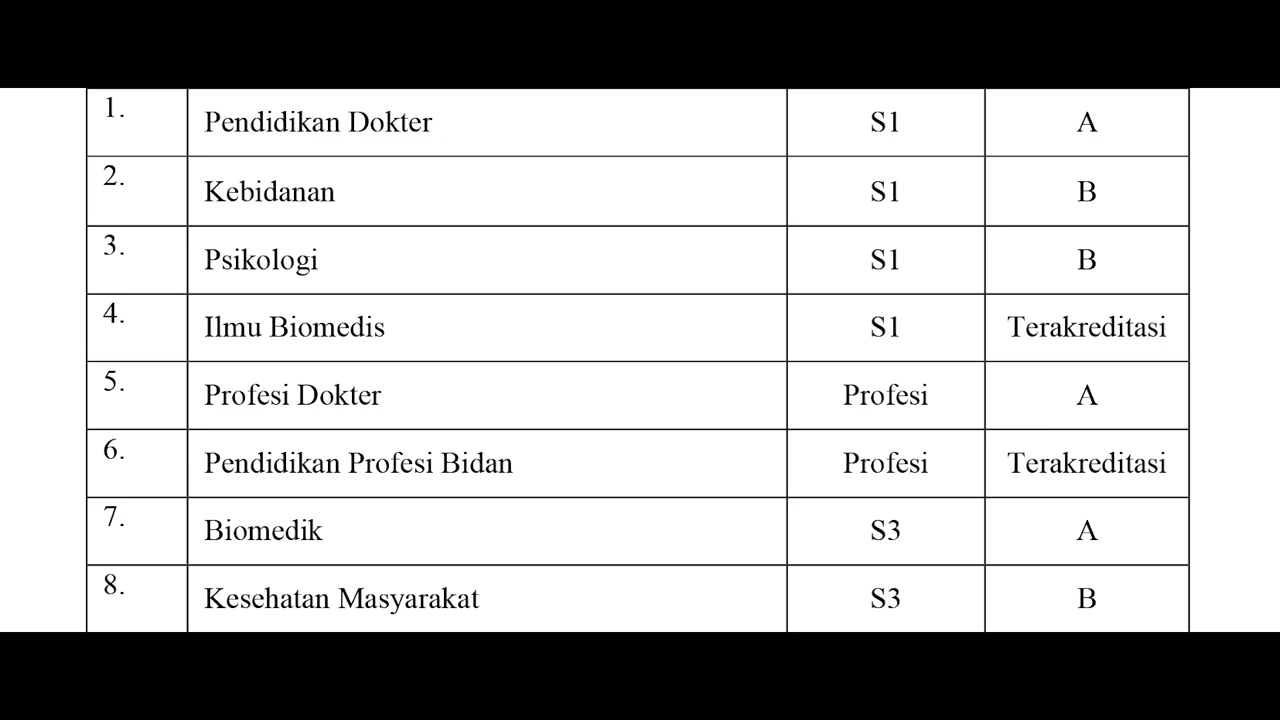 1. Pendidikan Dokter S1 A
2. Kebidanan S1 B
3. Psikologi S1 B
4. Ilmu Biomedis S1 Terakreditasi
5. Profesi Dokter Profesi A
6. Pendidikan Profesi Bidan Profesi Terakreditasi
7. Biomedik S3 A
8. Kesehatan Masyarakat S3 B